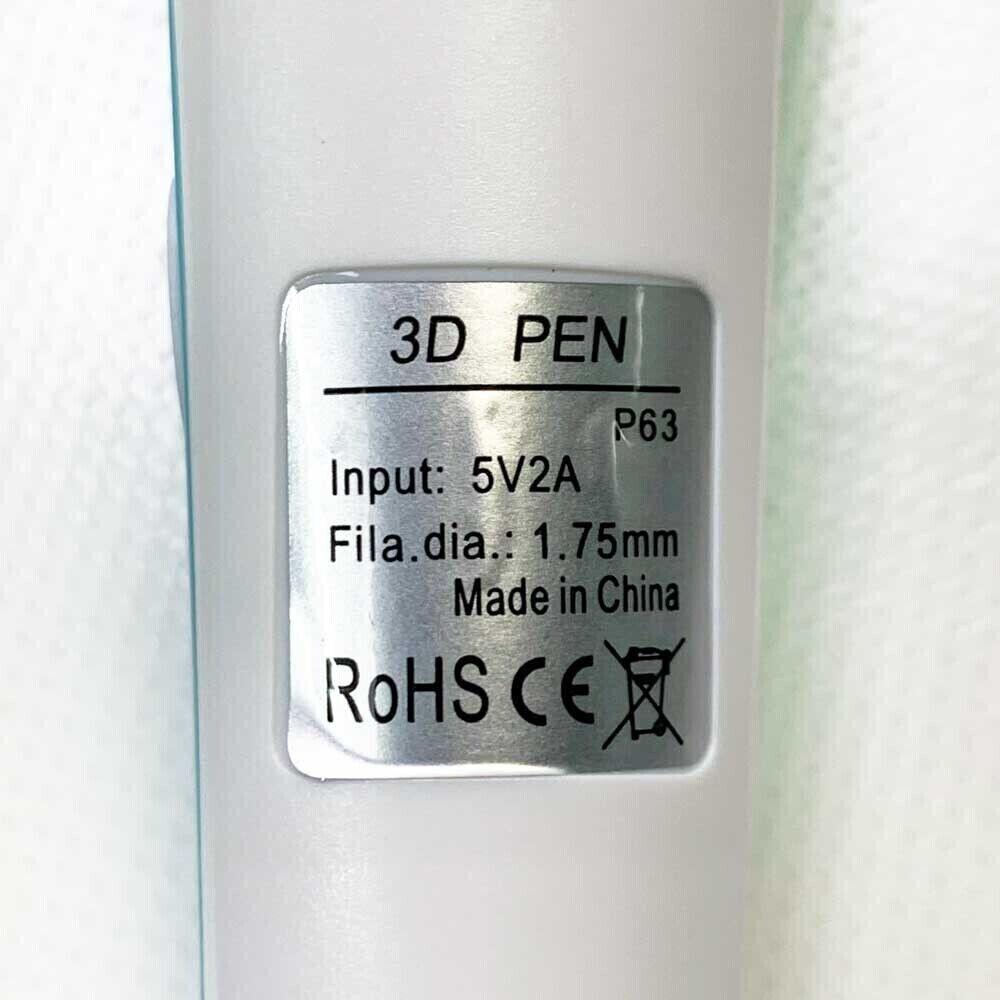 3D PEN
P63
Input: 5V2A
Fila.dia.: 1.75mm
Made in China
RoHS CE